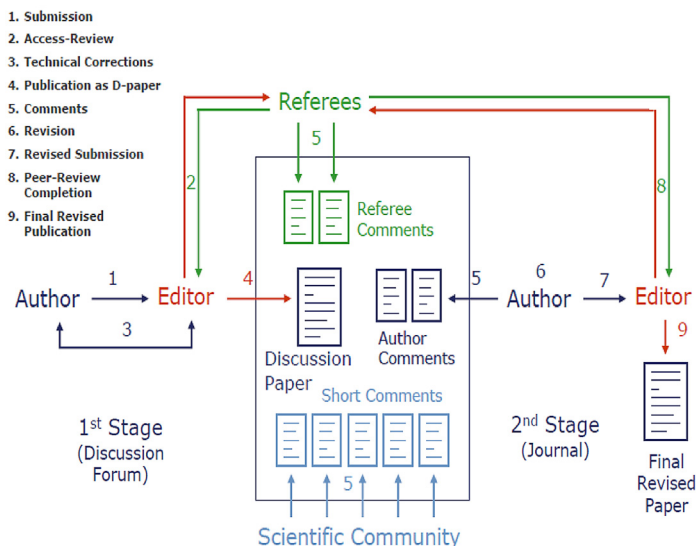 1. Submission
2. Access-Review
3. Technical Corrections
4. Publication as D-paper
5. Comments
6. Revision
7. Revised Submission
8. Peer-Review
Completion
9. Final Revised
Publication
Referees
5
2
8
Referee
Comments
1
4
5
6
7
Author
Editor
Author
Editor
3
9
Discussion
Paper
Author
Comments
Short Comments
1st Stage
(Discussion
Forum)
2nd Stage
(Journal)
Final
Revised
Paper
5
Scientific Community